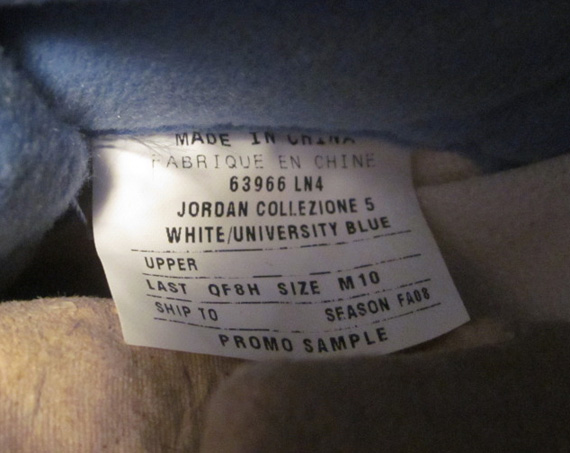 MADE IN CHINA
FABRIQUE EN CHINE
63966 LN4
JORDAN COLLEZIONE 5
WHITE/UNIVERSITY BLUE
UPPER
LAST QF8H SIZE M 10
SHIP TO SEASON FA08
PROMO SAMPLE